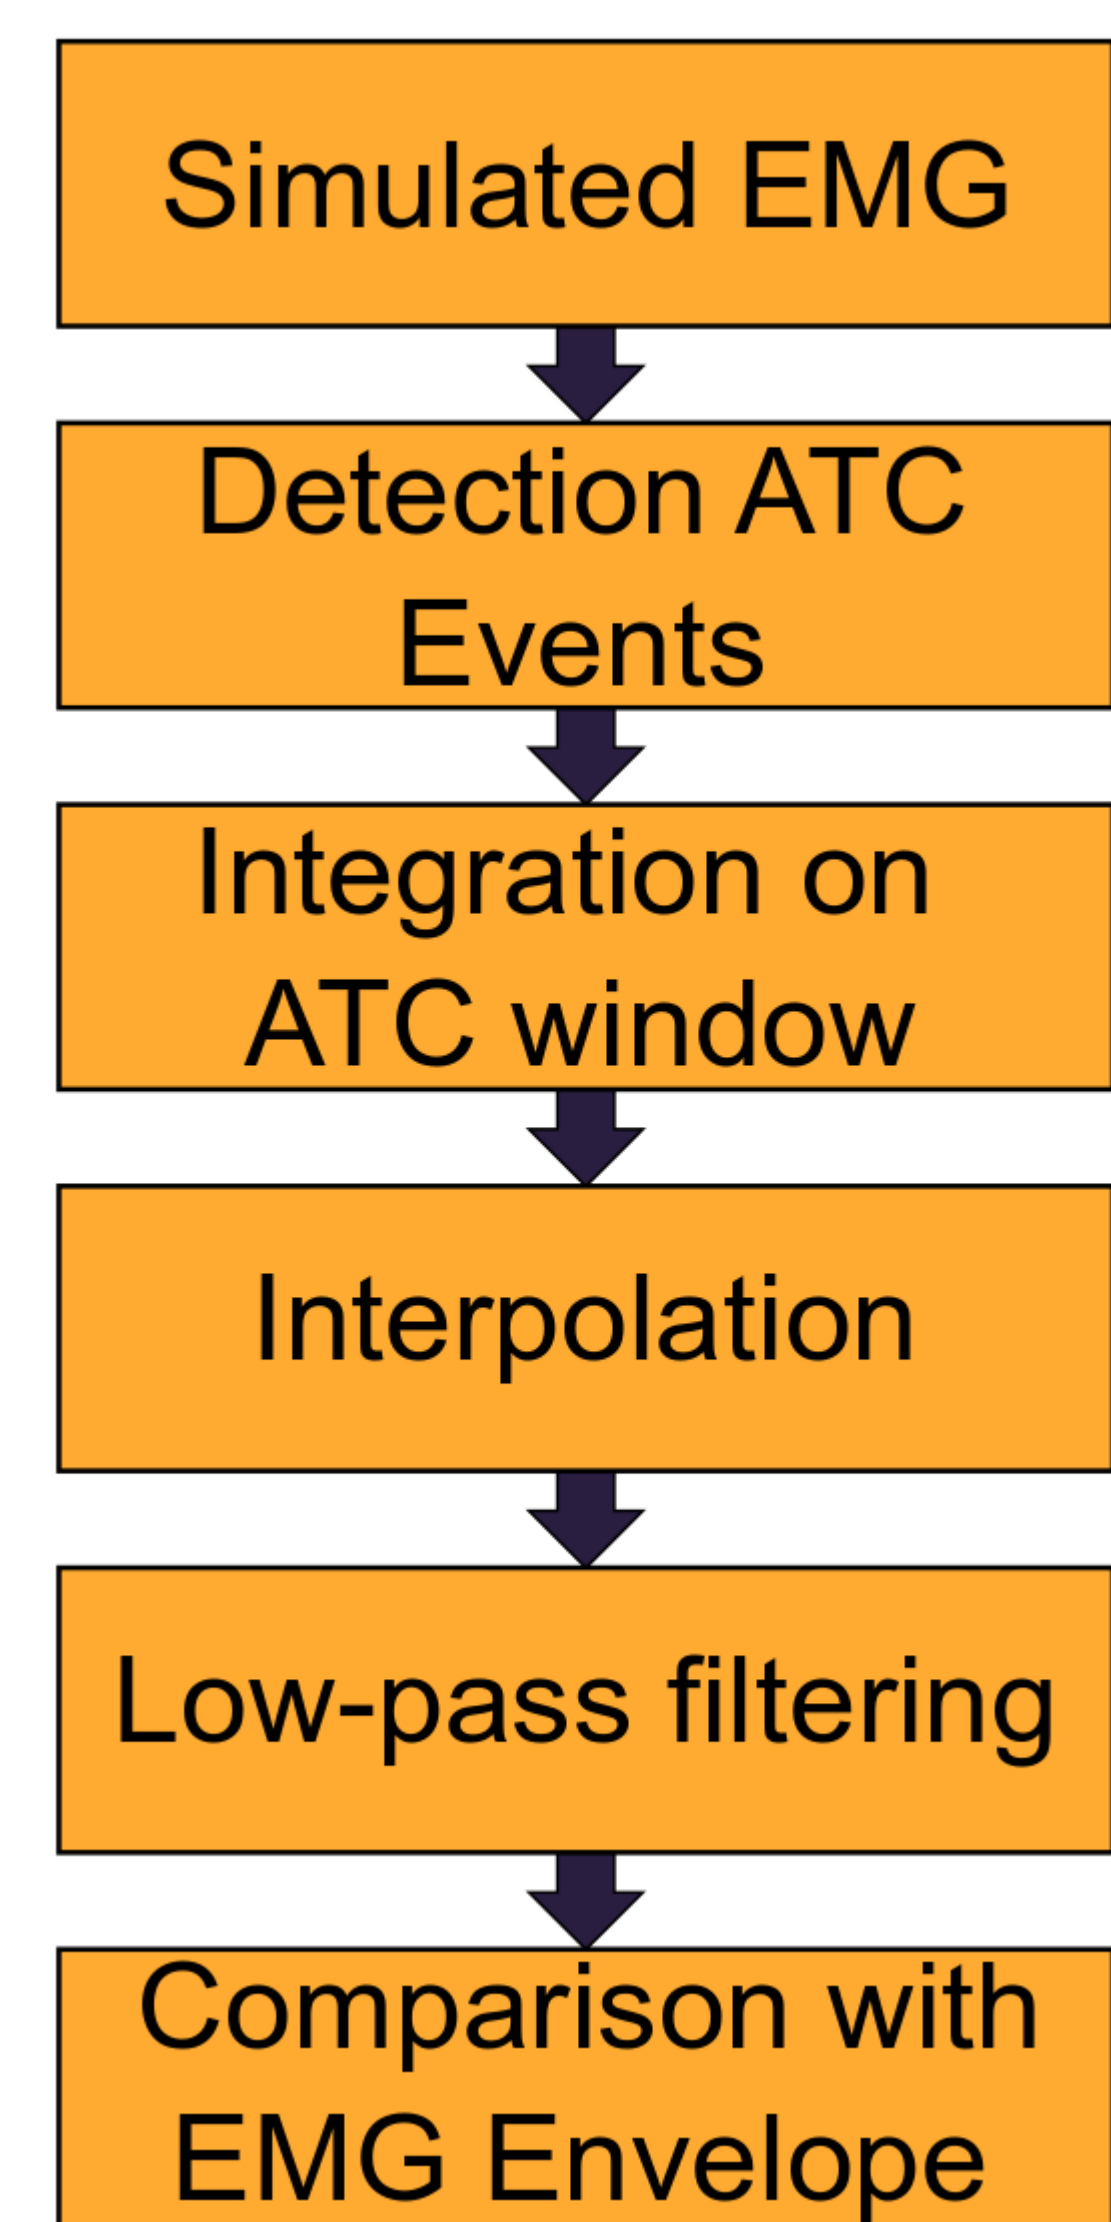 Simulated EMG
Detection ATC
Events
Integration on
ATC window
Interpolation
Low-pass filtering
Comparison with
EMG Envelope